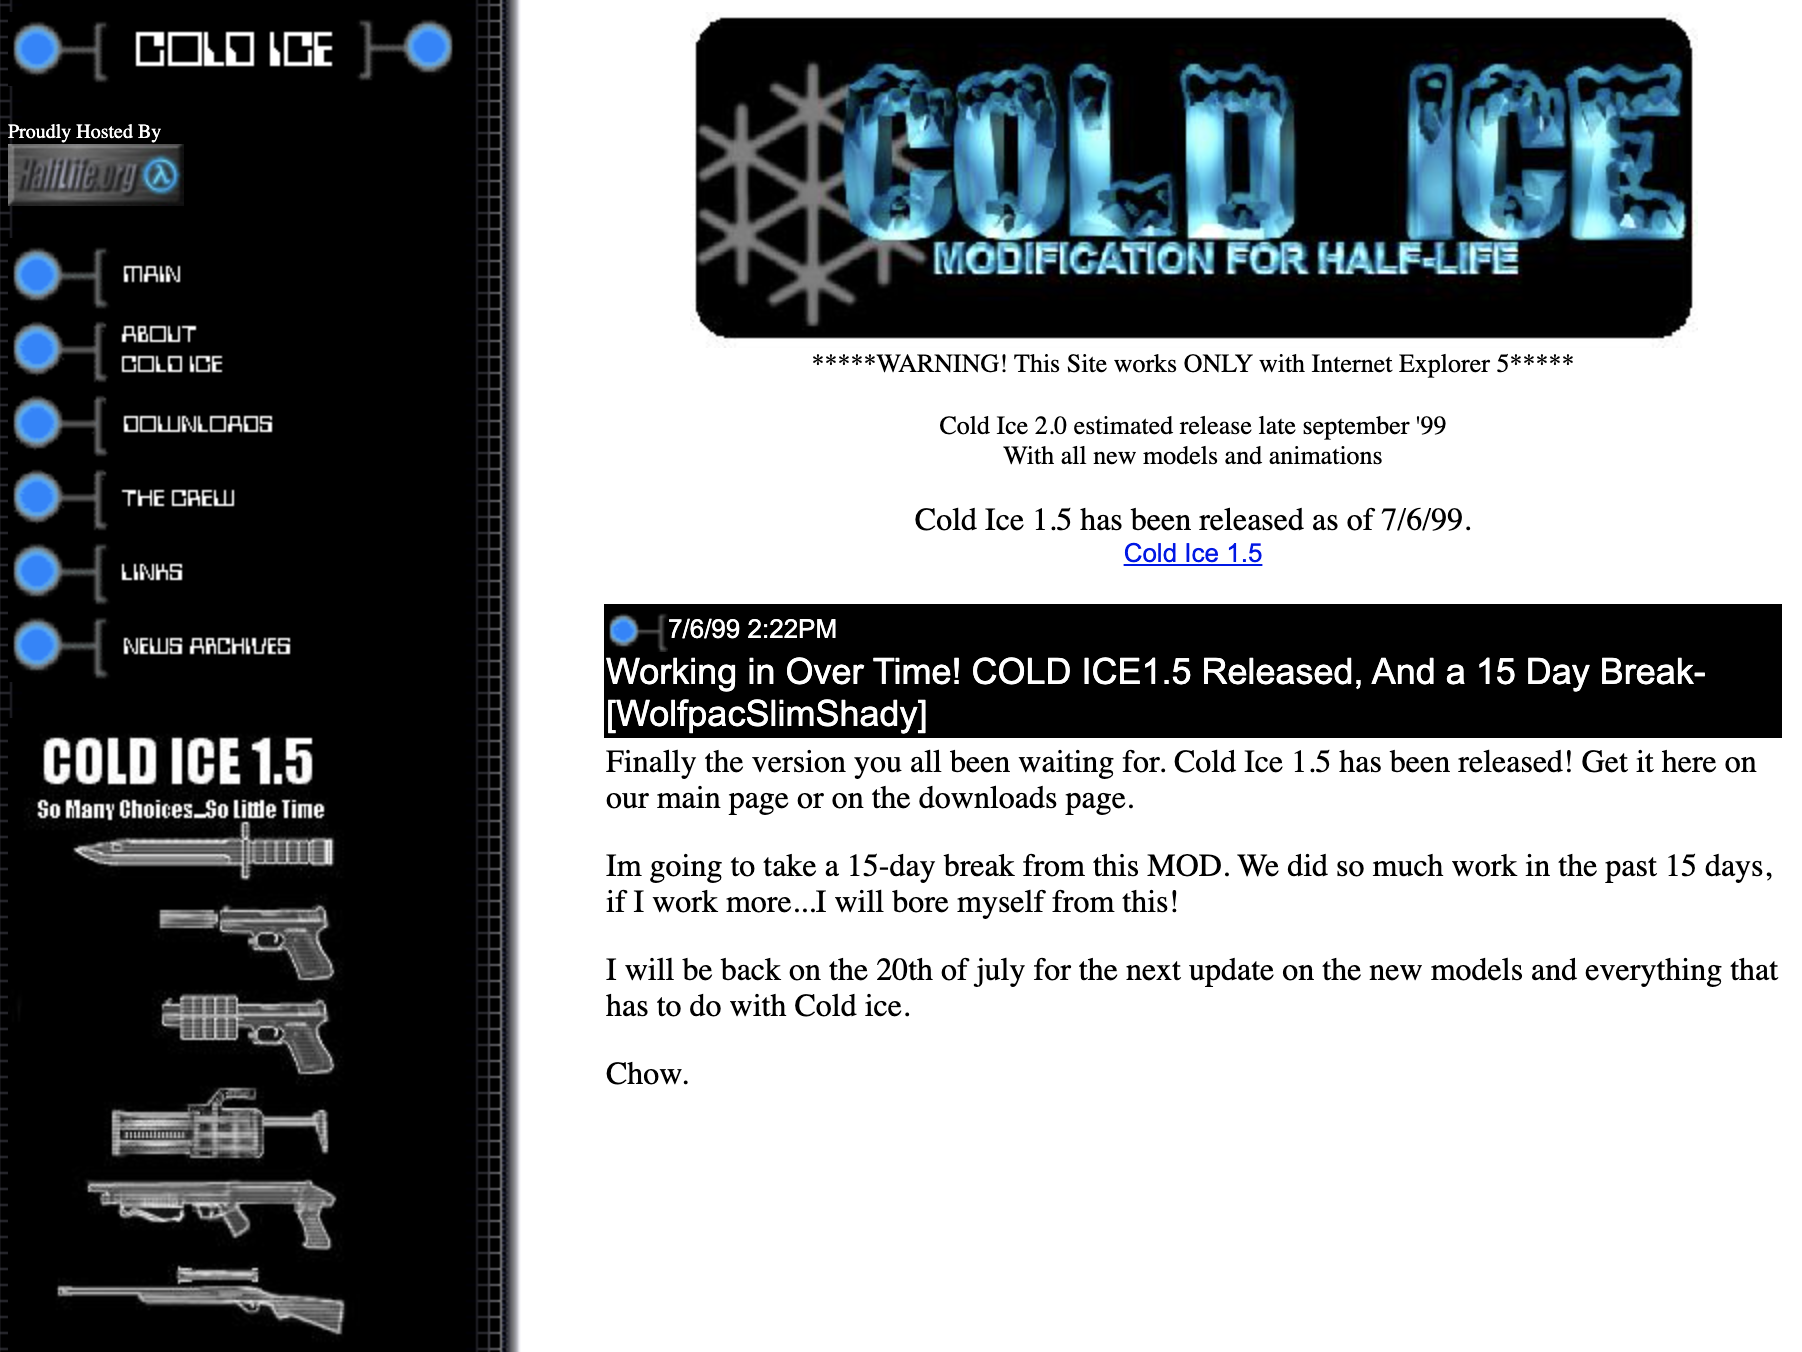 COLD ICE
Proudly Hosted By
HalfLife.org
MAIN
ABOUT
COLD ICE
DOWNLOADS
THE CREW
LINKS
NEWS ARCHIVES
COLD ICE 1.5
So Many Choices...So Little Time
COLD ICE
MODIFICATION FOR HALF-LIFE
*****WARNING! This Site works ONLY with Internet Explorer 5*****
Cold Ice 2.0 estimated release late september '99
With all new models and animations
Cold Ice 1.5 has been released as of 7/6/99.
Cold Ice 1.5
7/6/99 2:22PM
Working in Over Time! COLD ICE1.5 Released, And a 15 Day Break-
[WolfpacSlimShady]
Finally the version you all been waiting for. Cold Ice 1.5 has been released! Get it here on
our main page or on the downloads page.
Im going to take a 15-day break from this MOD. We did so much work in the past 15 days,
if I work more...I will bore myself from this!
I will be back on the 20th of july for the next update on the new models and everything that
has to do with Cold ice.
Chow.